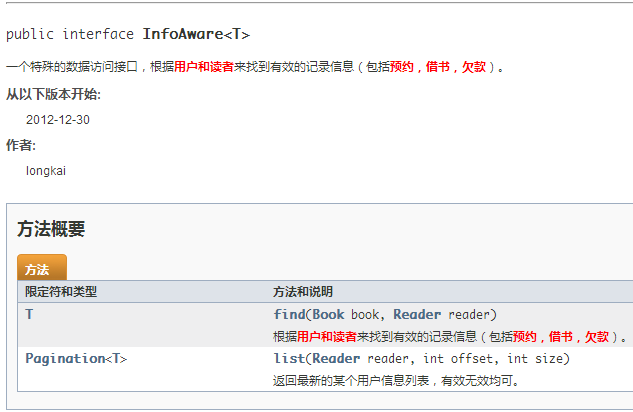 public interface InfoAware<T>
一个特殊的数据访问接口，根据用户和读者来找到有效的记录信息（包括预约，借书，欠款）。
从以下版本开始:
2012-12-30
作者:
longkai
方法概要
方法
限定符和类型 方法和说明
T find(Book book, Reader reader)
根据用户和读者来找到有效的记录信息（包括预约，借书，欠款）。
Pagination<T> list(Reader reader, int offset, int size)
返回最新的某个用户信息列表，有效无效均可。